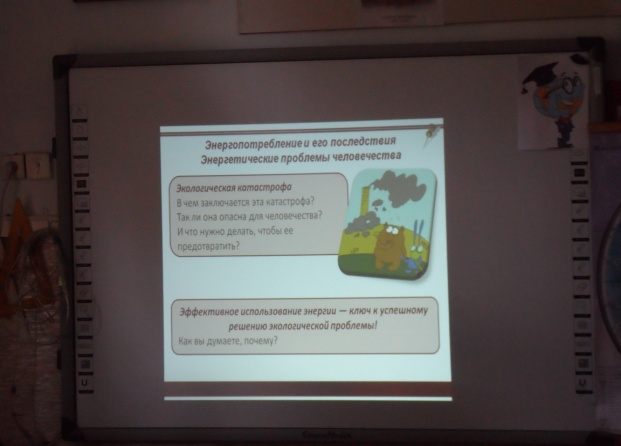 Энергопотребление и его последствия
Энергетические проблемы человечества
Экологическая катастрофа
В чем заключается эта катастрофа?
Так ли она опасна для человечества?
И что нужно делать, чтобы ее
предотвратить?
Эффективное использование энергии — ключ к успешному
решению экологической проблемы!
Как вы думаете, почему?